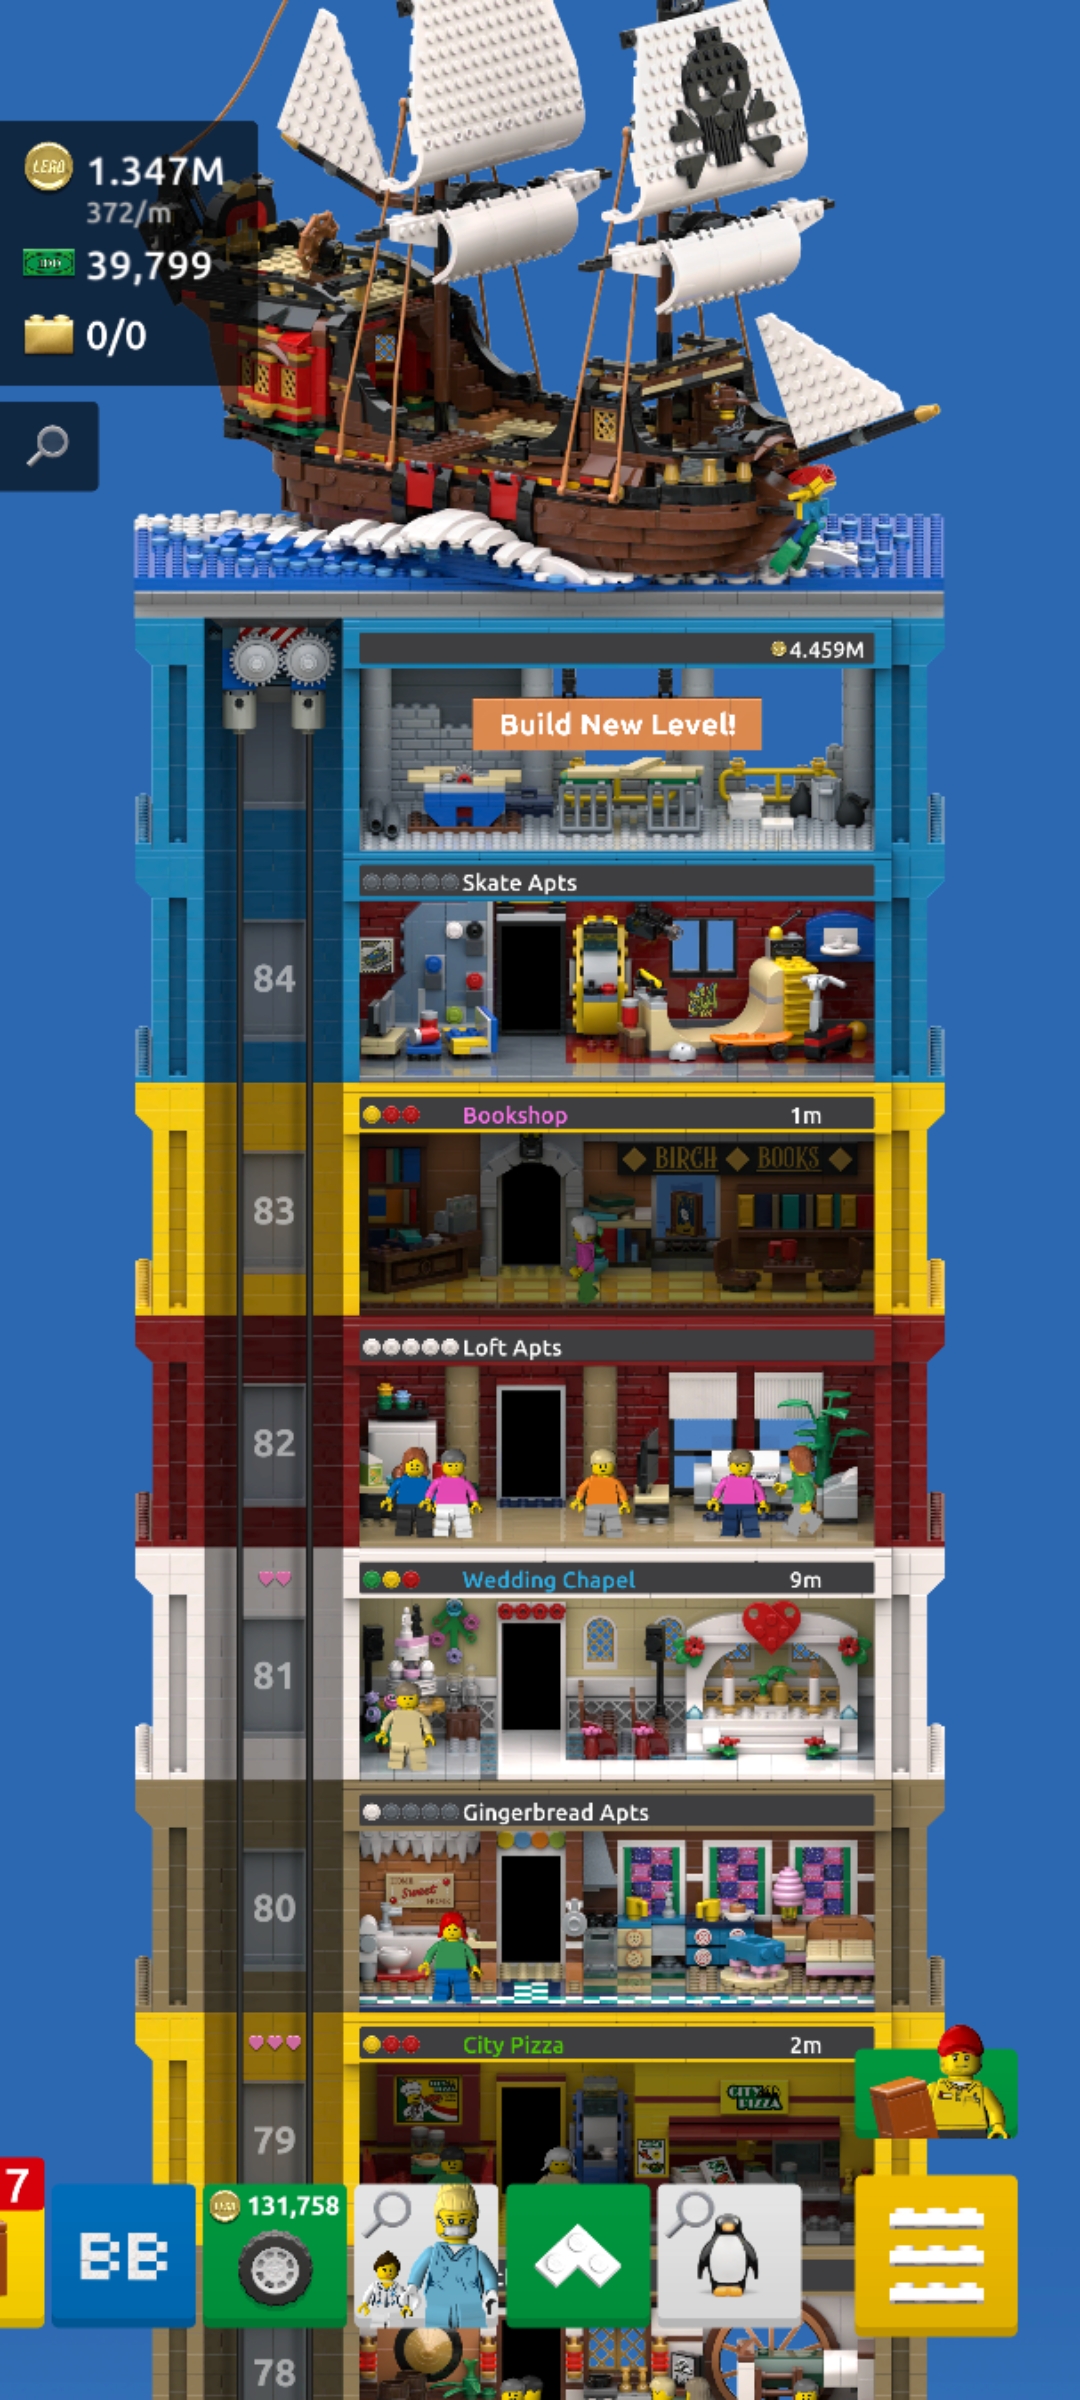 1.347M
372/m
39,799
0/0
4.459M
Build New Level!
Skate Apts
84
Bookshop 1m
BIRCH BOOKS
83
Loft Apts
82
Wedding Chapel 9m
81
Gingerbread Apts
Sweet
80
City Pizza 2m
PIZZA
79
7
BB
131,758
78